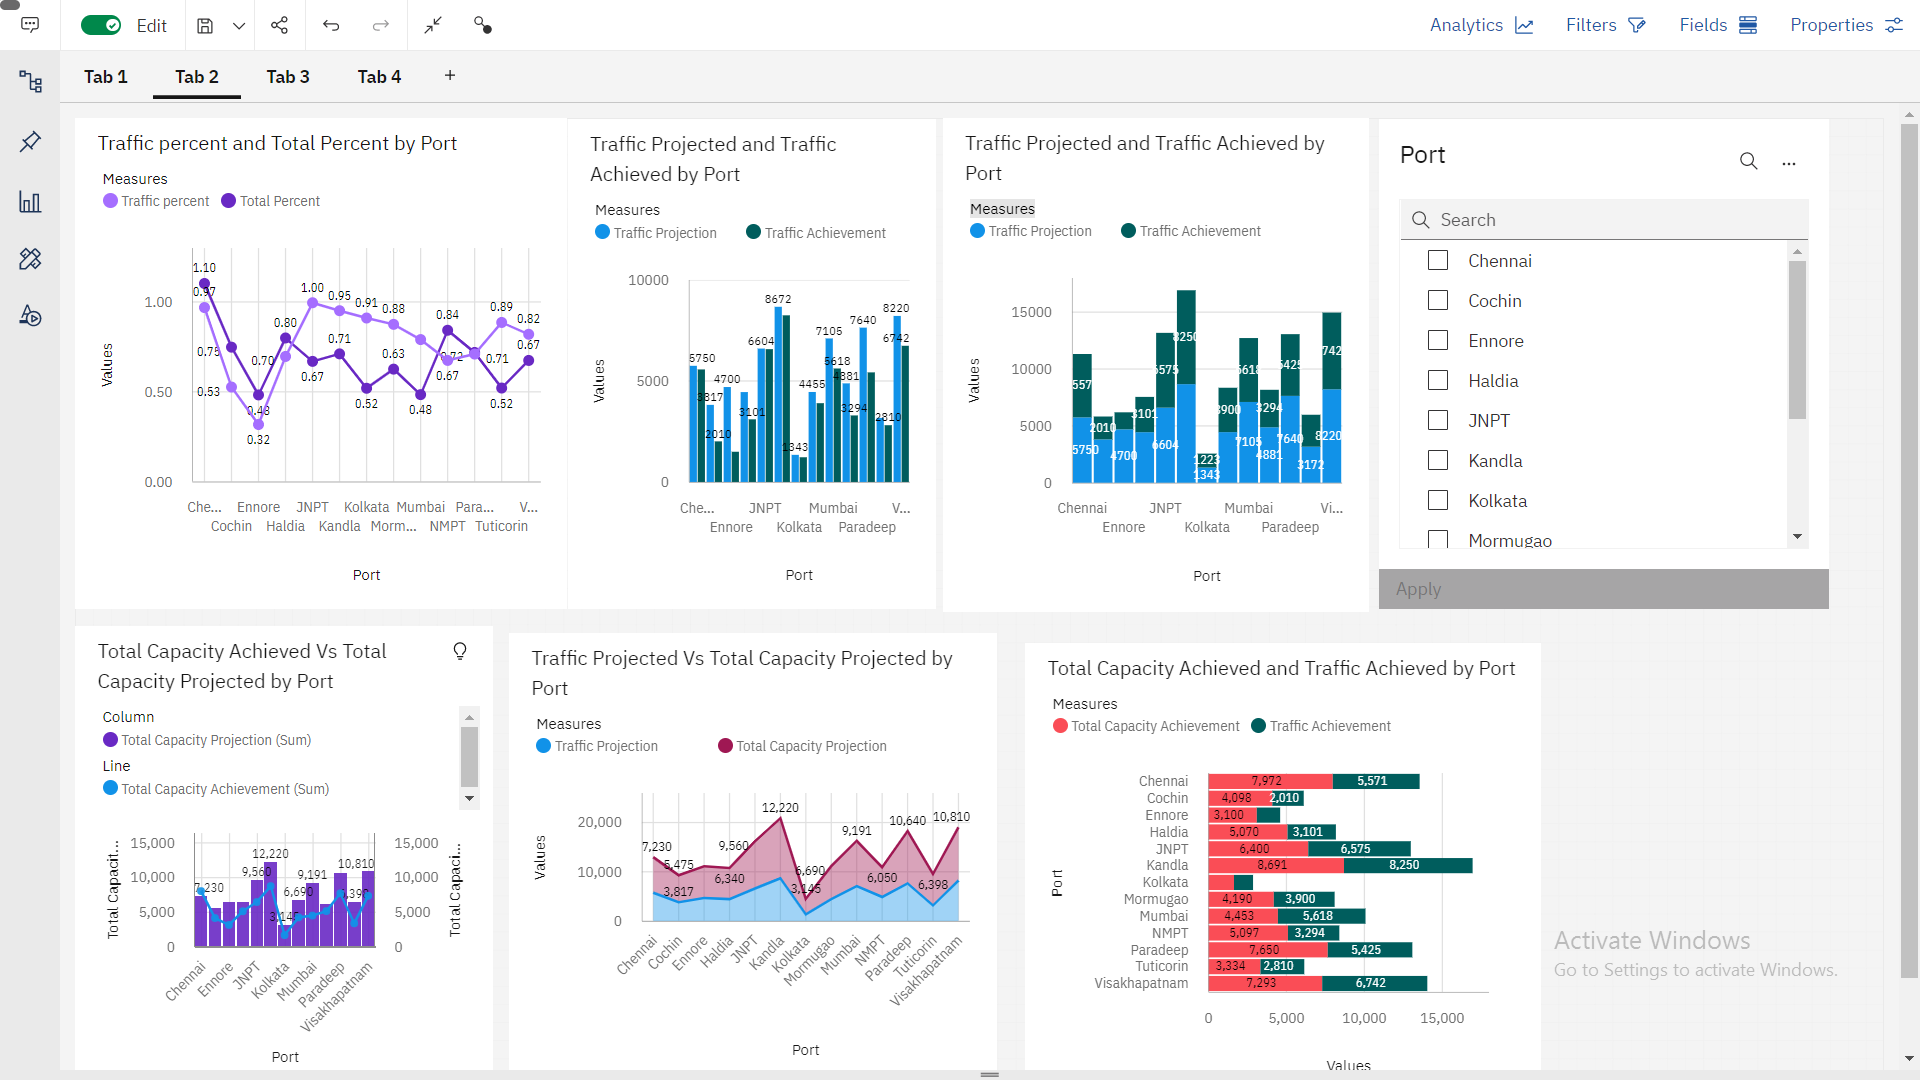 Edit
Analytics
Filters
Fields
Properties
Tab 1 Tab 2 Tab 3 Tab 4 +
Traffic percent and Total Percent by Port
Measures
Traffic percent Total Percent
Values
1.00
0.50
0.00
1.10
0.97
0.75
0.53
0.70
0.48
0.32
0.80
1.00
0.67
0.95
0.71
0.91
0.52
0.88
0.63
0.48
0.84
0.67
0.72
0.71
0.89
0.52
0.82
0.67
Che... Ennore JNPT Kolkata Mumbai Para... V...
Cochin Haldia Kandla Morm... NMPT Tuticorin
Port
Traffic Projected and Traffic
Achieved by Port
Measures
Traffic Projection Traffic Achievement
Values
10000
5000
0
5750
3817
2010
4700
3101
6604
8672
1343
4455
7105
5618
4881
3294
7640
2810
8220
6742
Che... JNPT Mumbai V...
Ennore Kolkata Paradeep
Port
Traffic Projected and Traffic Achieved by
Port
Measures
Traffic Projection Traffic Achievement
Values
15000
10000
5000
0
5750
2010
4700
3101
6575
6604
8250
1223
1343
3900
5618
7105
3294
4881
5425
7640
3172
8220
Chennai JNPT Mumbai Vi...
Ennore Kolkata Paradeep
Port
Port
...
Search
Chennai
Cochin
Ennore
Haldia
JNPT
Kandla
Kolkata
Mormugao
Apply
Total Capacity Achieved Vs Total
Capacity Projected by Port
Column
Total Capacity Projection (Sum)
Line
Total Capacity Achievement (Sum)
Total Capacit...
15,000
10,000
5,000
0
7,230
9,560
12,220
3,145
6,690
9,191
10,810
15,000
10,000
5,000
0
Total Capaci...
Chennai
Ennore
JNPT
Kolkata
Mumbai
Paradeep
Visakhapatnam
Port
Traffic Projected Vs Total Capacity Projected by
Port
Measures
Traffic Projection Total Capacity Projection
Values
20,000
10,000
0
7,230
5,475
3,817
9,560
6,340
12,220
6,690
3,145
9,191
6,050
10,640
6,398
10,810
Chennai
Cochin
Ennore
Haldia
JNPT
Kandla
Kolkata
Mormugao
Mumbai
NMPT
Paradeep
Tuticorin
Visakhapatnam
Port
Total Capacity Achieved and Traffic Achieved by Port
Measures
Total Capacity Achievement Traffic Achievement
Port
Chennai 7,972 5,571
Cochin 4,098 2,010
Ennore 3,100
Haldia 5,070 3,101
JNPT 6,400 6,575
Kandla 8,691 8,250
Kolkata
Mormugao 4,190 3,900
Mumbai 4,453 5,618
NMPT 5,097 3,294
Paradeep 7,650 5,425
Tuticorin 3,334 2,810
Visakhapatnam 7,293 6,742
0 5,000 10,000 15,000
Values
Activate Windows
Go to Settings to activate Windows.